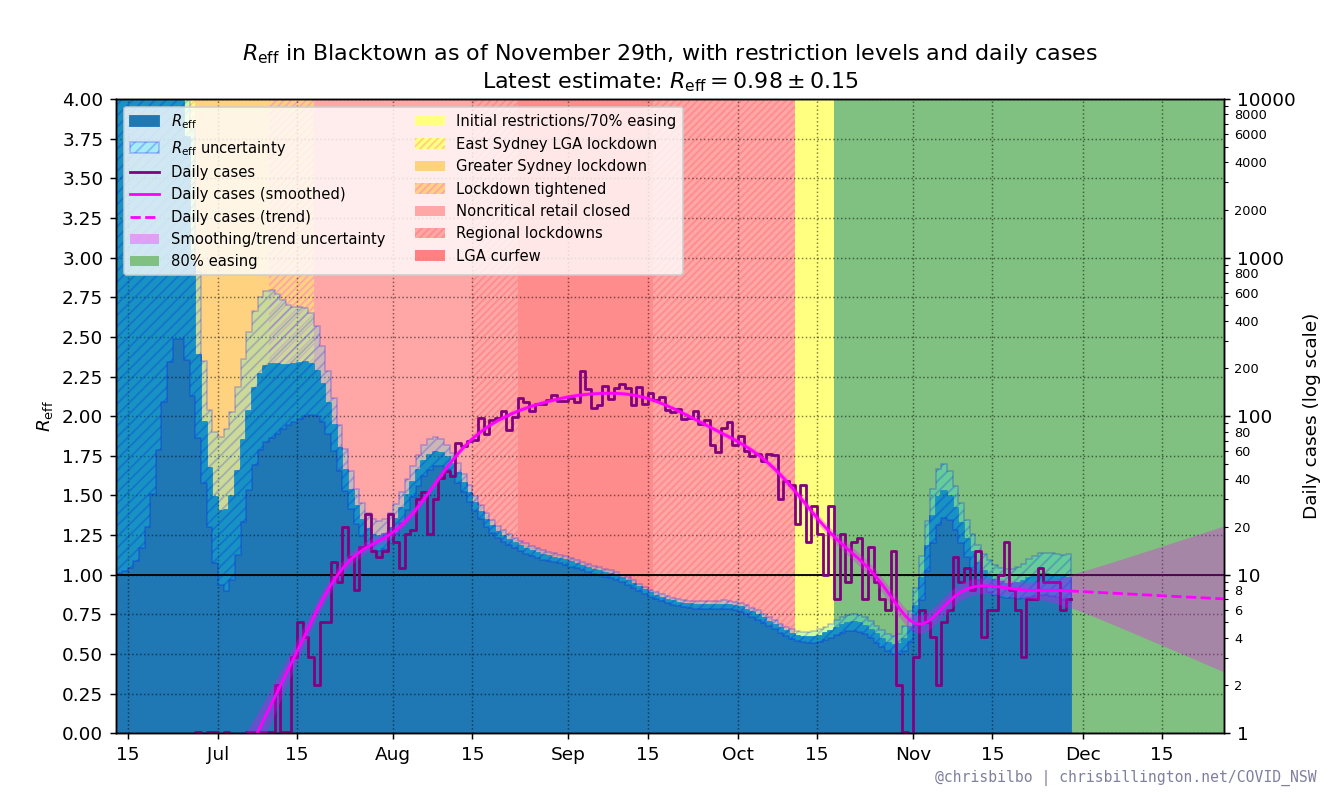 Reff in Blacktown as of November 29th, with restriction levels and daily cases
Latest estimate: Reff = 0.98 ± 0.15
Reff
Reff uncertainty
Daily cases
Daily cases (smoothed)
Daily cases (trend)
Smoothing/trend uncertainty
80% easing
Initial restrictions/70% easing
East Sydney LGA lockdown
Greater Sydney lockdown
Lockdown tightened
Noncritical retail closed
Regional lockdowns
LGA curfew
Reff
4.00
3.75
3.50
3.25
3.00
2.75
2.50
2.25
2.00
1.75
1.50
1.25
1.00
0.75
0.50
0.25
0.00
15
Jul
15
Aug
15
Sep
15
Oct
15
Nov
15
Dec
15
10000
8000
6000
4000
2000
1000
800
600
400
200
100
80
60
40
20
10
8
6
4
2
1
Daily cases (log scale)
@chrisbilbo | chrisbillington.net/COVID_NSW